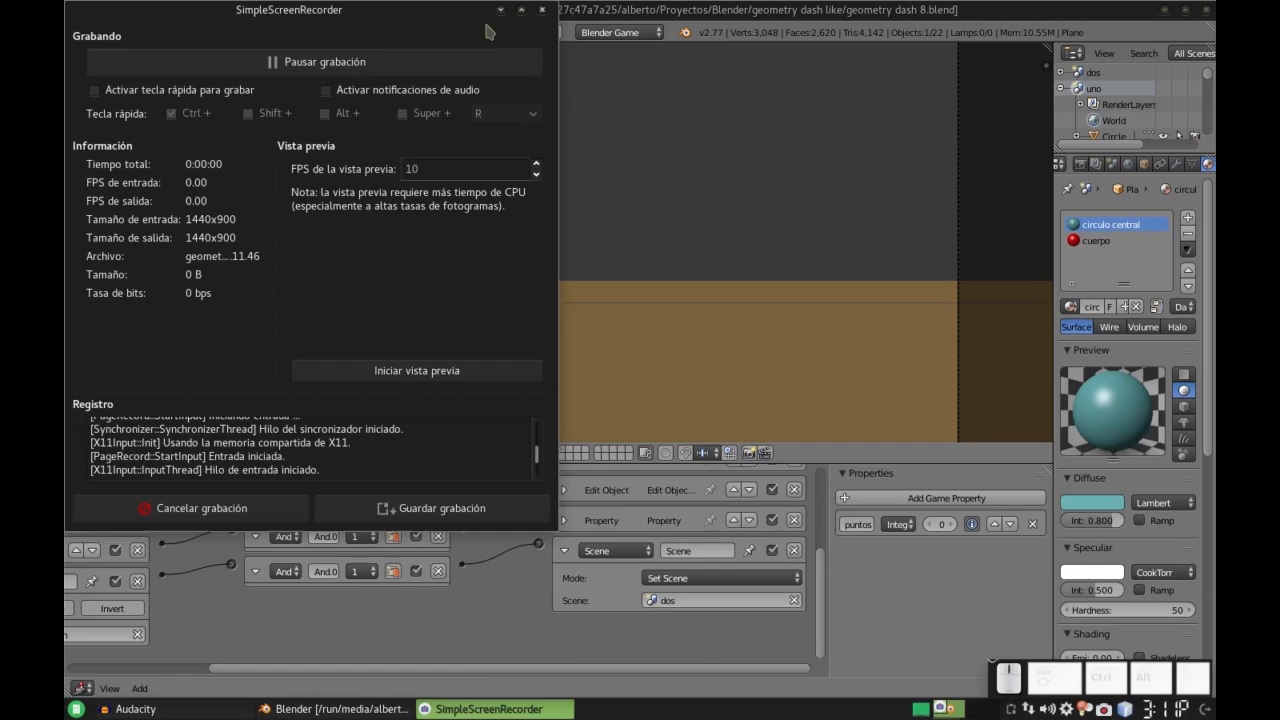 SimpleScreenRecorder
Grabando
Pausar grabación
Activar tecla rápida para grabar
Activar notificaciones de audio
Tecla rápida: Ctrl + Shift + Alt + Super + R
Información
Tiempo total: 0:00:00
FPS de entrada: 0.00
FPS de salida: 0.00
Tamaño de entrada: 1440x900
Tamaño de salida: 1440x900
Archivo: geomet....11.46
Tamaño: 0 B
Tasa de bits: 0 bps
Vista previa
FPS de la vista previa: 10
Nota: la vista previa requiere más tiempo de CPU
(especialmente a altas tasas de fotogramas).
Iniciar vista previa
Registro
[PageRecord::StartInput] Iniciando entrada ...
[Synchronizer::SynchronizerThread] Hilo del sincronizador iniciado.
[X11Input::Init] Usando la memoria compartida de X11.
[PageRecord::StartInput] Entrada iniciada.
[X11Input::InputThread] Hilo de entrada iniciado.
Cancelar grabación
Guardar grabación
27c47a7a25/alberto/Proyectos/Blender/geometry dash like/geometry dash 8.blend]
Blender Game
v2.77 | Verts:3,048 | Faces:2,620 | Tris:4,142 | Objects:1/22 | Lamps:0/0 | Mem:10.55M | Plane
View Search All Scenes
dos
uno
RenderLayers
World
Circle
Pla circul
circulo central
cuerpo
circ F Da
Surface Wire Volume Halo
Preview
Diffuse
Lambert
Int: 0.800 Ramp
Specular
CookTorr
Int: 0.500 Ramp
Hardness: 50
Shading
Emi: 0.00 Shadeless
Edit Object Edit Objec...
Property Property
Scene Scene
Mode: Set Scene
Scene: dos
And And.0 1
And And.0 1
Invert
Properties
Add Game Property
puntos Integ 0
View Add
Ctrl Alt
Audacity
Blender [/run/media/albert...
SimpleScreenRecorder
3:11P